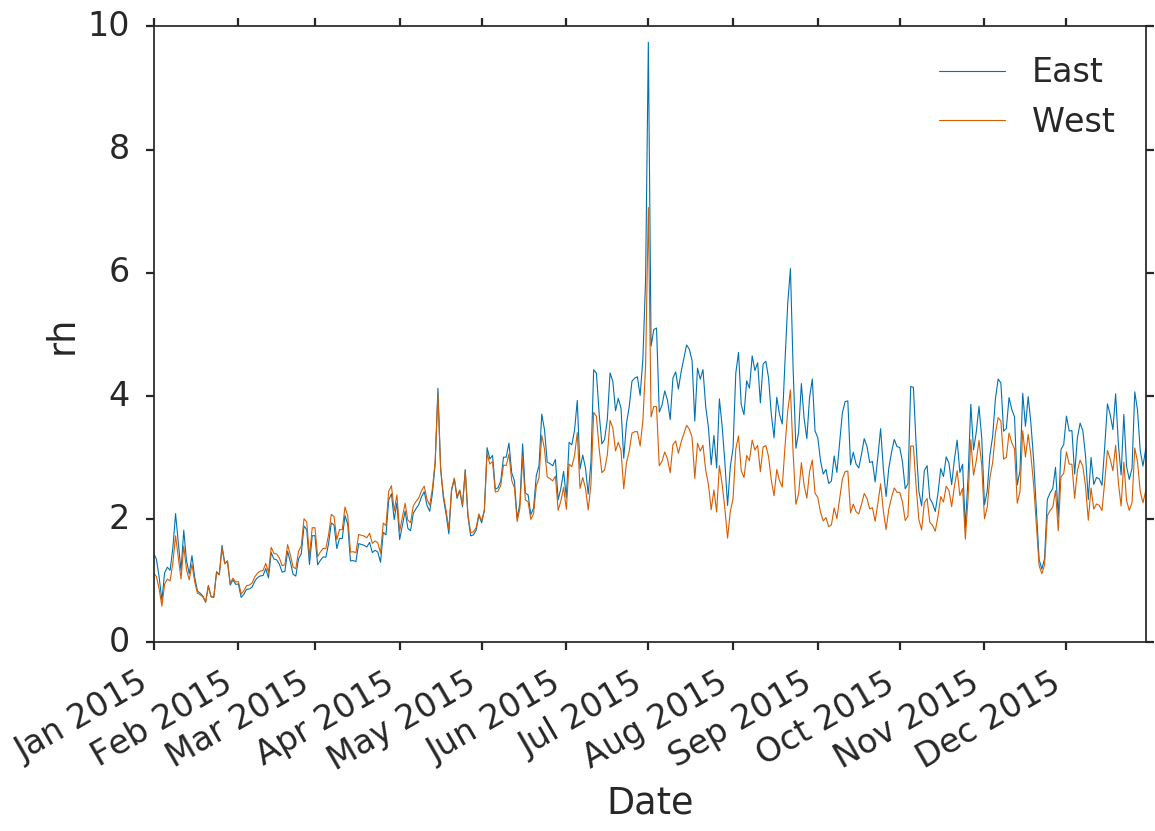 10
8
6
4
2
0
rh
East
West
Jan 2015
Feb 2015
Mar 2015
Apr 2015
May 2015
Jun 2015
Jul 2015
Aug 2015
Sep 2015
Oct 2015
Nov 2015
Dec 2015
Date